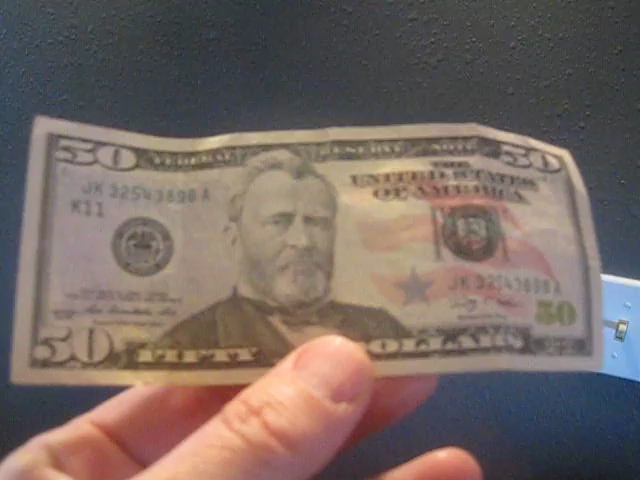 50 FEDERAL RESERVE NOTE 50
THE
UNITED STATES
OF AMERICA
JK 32543898 A
K11
JK 32543898 A
50
50 FIFTY DOLLARS